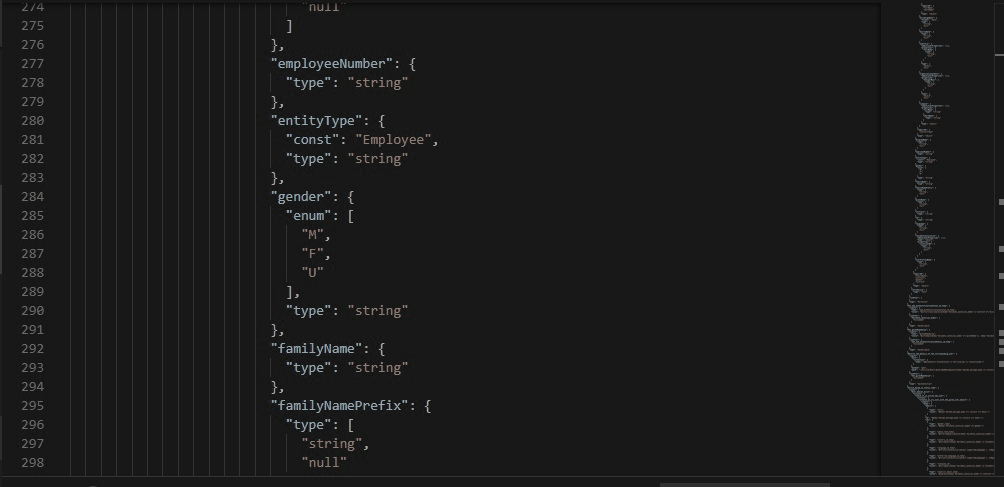 274 "null"
275 ]
276 },
277 "employeeNumber": {
278 "type": "string"
279 },
280 "entityType": {
281 "const": "Employee",
282 "type": "string"
283 },
284 "gender": {
285 "enum": [
286 "M",
287 "F",
288 "U"
289 ],
290 "type": "string"
291 },
292 "familyName": {
293 "type": "string"
294 },
295 "familyNamePrefix": {
296 "type": [
297 "string",
298 "null"